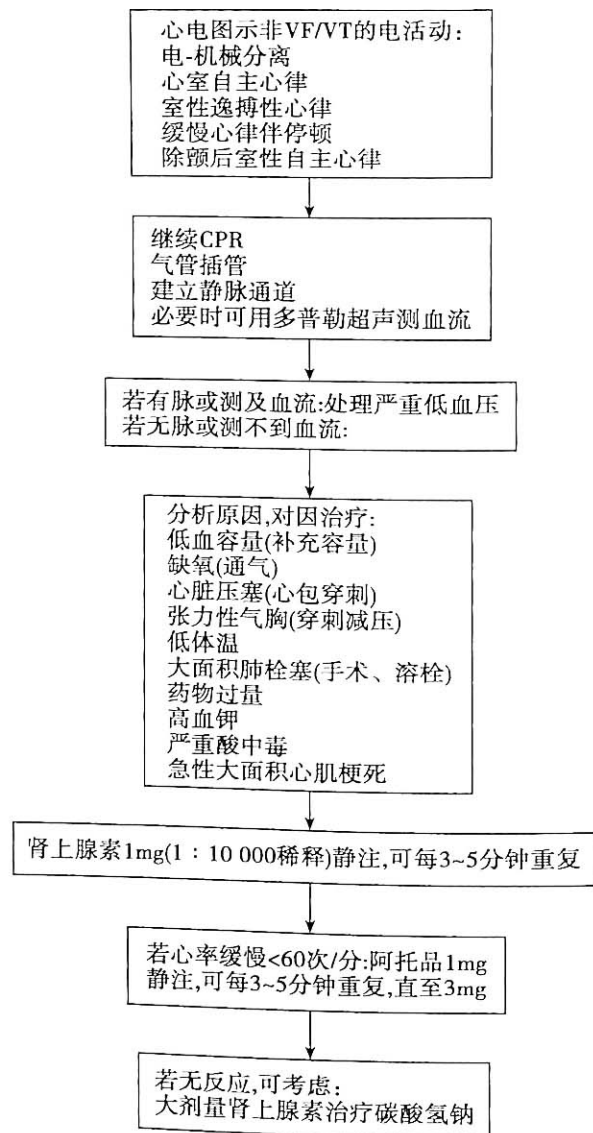 心电图示非VF/VT的电活动:
电-机械分离
心室自主心律
室性逸搏性心律
缓慢心律伴停顿
除颤后室性自主心律
继续CPR
气管插管
建立静脉通道
必要时可用多普勒超声测血流
若有脉或测及血流:处理严重低血压
若无脉或测不到血流:
分析原因,对因治疗:
低血容量(补充容量)
缺氧(通气)
心脏压塞(心包穿刺)
张力性气胸(穿刺减压)
低体温
大面积肺栓塞(手术、溶栓)
药物过量
高血钾
严重酸中毒
急性大面积心肌梗死
肾上腺素1mg(1∶10 000稀释)静注,可每3~5分钟重复
若心率缓慢<60次/分:阿托品1mg
静注,可每3~5分钟重复,直至3mg
若无反应,可考虑:
大剂量肾上腺素治疗碳酸氢钠